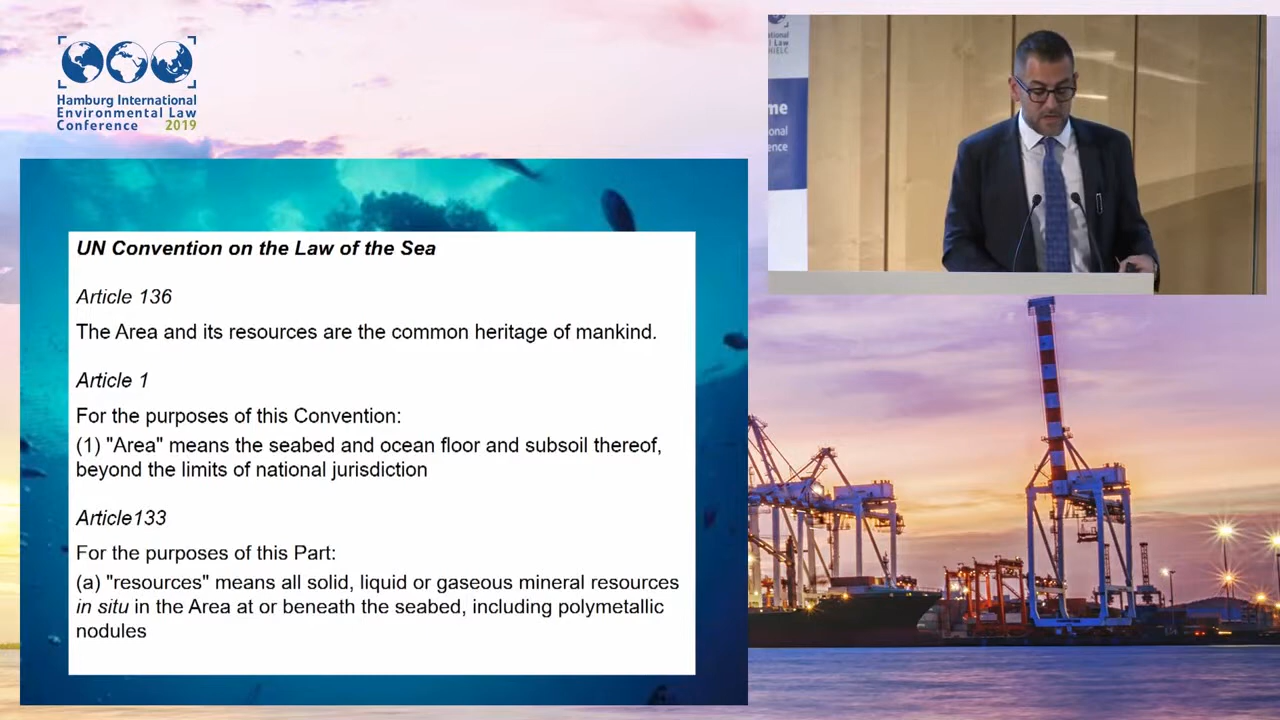 Hamburg International
Environmental Law
Conference 2019
UN Convention on the Law of the Sea
Article 136
The Area and its resources are the common heritage of mankind.
Article 1
For the purposes of this Convention:
(1) "Area" means the seabed and ocean floor and subsoil thereof,
beyond the limits of national jurisdiction
Article133
For the purposes of this Part:
(a) "resources" means all solid, liquid or gaseous mineral resources
in situ in the Area at or beneath the seabed, including polymetallic
nodules